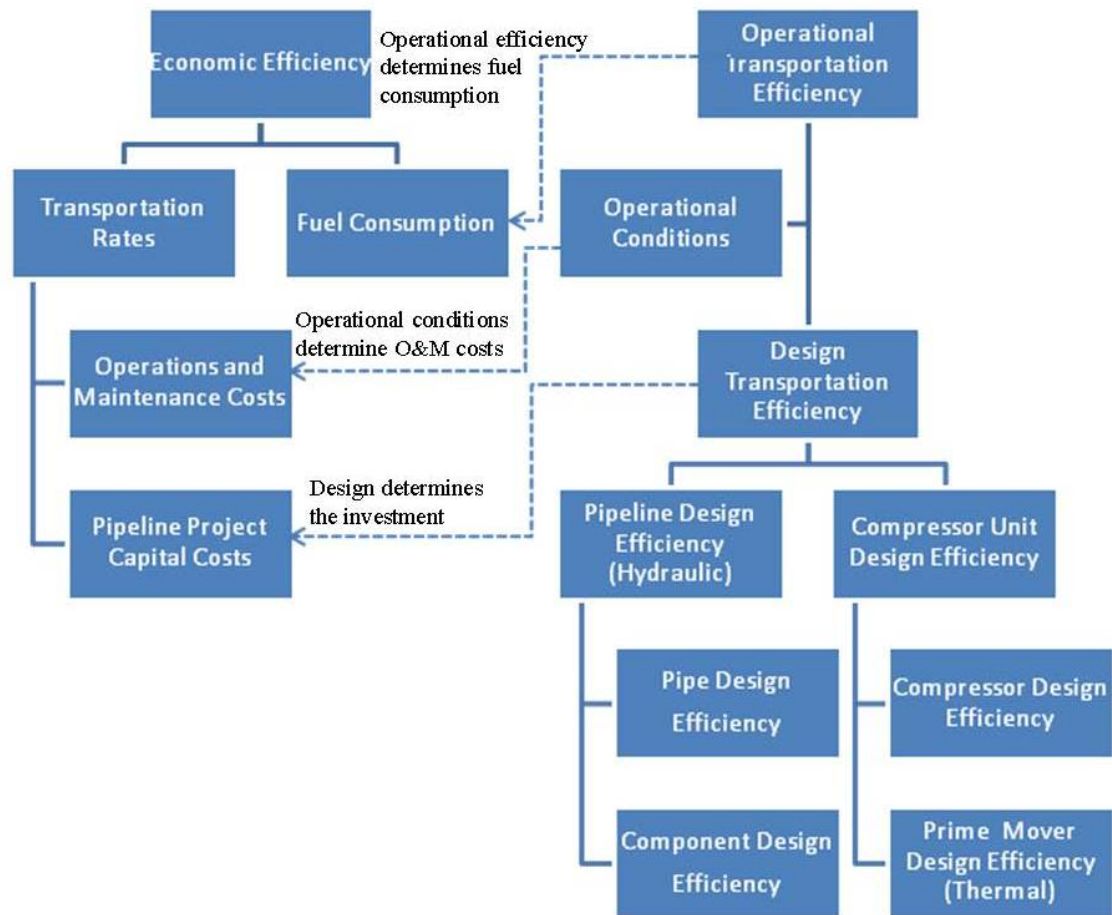 Economic Efficiency
Operational efficiency
determines fuel
consumption
Operational
Transportation
Efficiency
Transportation
Rates
Fuel Consumption
Operational
Conditions
Operational conditions
determine O&M costs
Operations and
Maintenance Costs
Design
Transportation
Efficiency
Design determines
the investment
Pipeline Project
Capital Costs
Pipeline Design
Efficiency
(Hydraulic)
Compressor Unit
Design Efficiency
Pipe Design
Efficiency
Compressor Design
Efficiency
Component Design
Efficiency
Prime Mover
Design Efficiency
(Thermal)